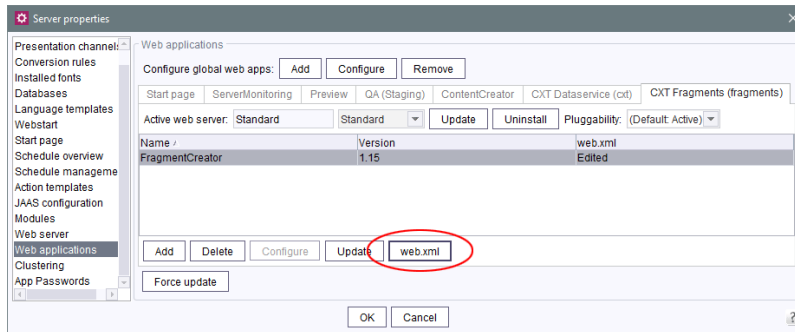 Server properties
Presentation channel:
Conversion rules
Installed fonts
Databases
Language templates
Webstart
Start page
Schedule overview
Schedule manageme
Action templates
JAAS configuration
Modules
Web server
Web applications
Clustering
App Passwords
Web applications
Configure global web apps: Add Configure Remove
Start page ServerMonitoring Preview QA (Staging) ContentCreator CXT Dataservice (cxt) CXT Fragments (fragments)
Active web server: Standard Standard Update Uninstall Pluggability: (Default: Active)
Name Version web.xml
FragmentCreator 1.15 Edited
Add Delete Configure Update web.xml
Force update
OK Cancel
?